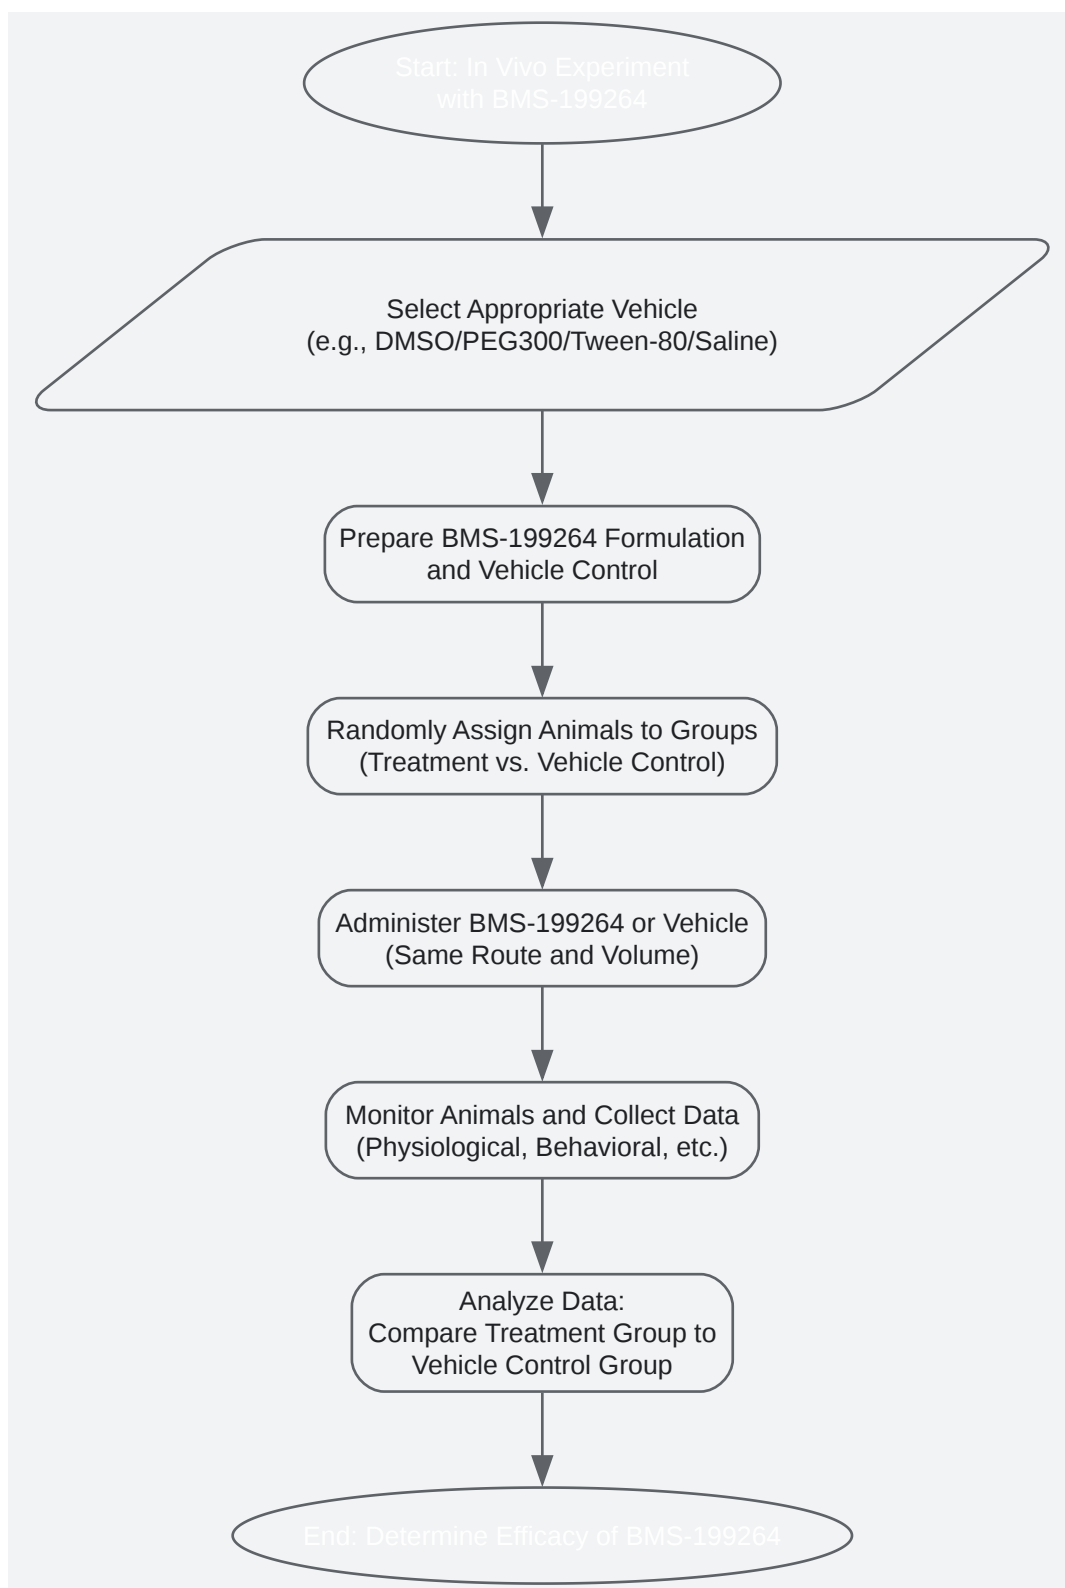 Start: In Vivo Experiment
with BMS-199264
Select Appropriate Vehicle
(e.g., DMSO/PEG300/Tween-80/Saline)
Prepare BMS-199264 Formulation
and Vehicle Control
Randomly Assign Animals to Groups
(Treatment vs. Vehicle Control)
Administer BMS-199264 or Vehicle
(Same Route and Volume)
Monitor Animals and Collect Data
(Physiological, Behavioral, etc.)
Analyze Data:
Compare Treatment Group to
Vehicle Control Group
End: Determine Efficacy of BMS-199264